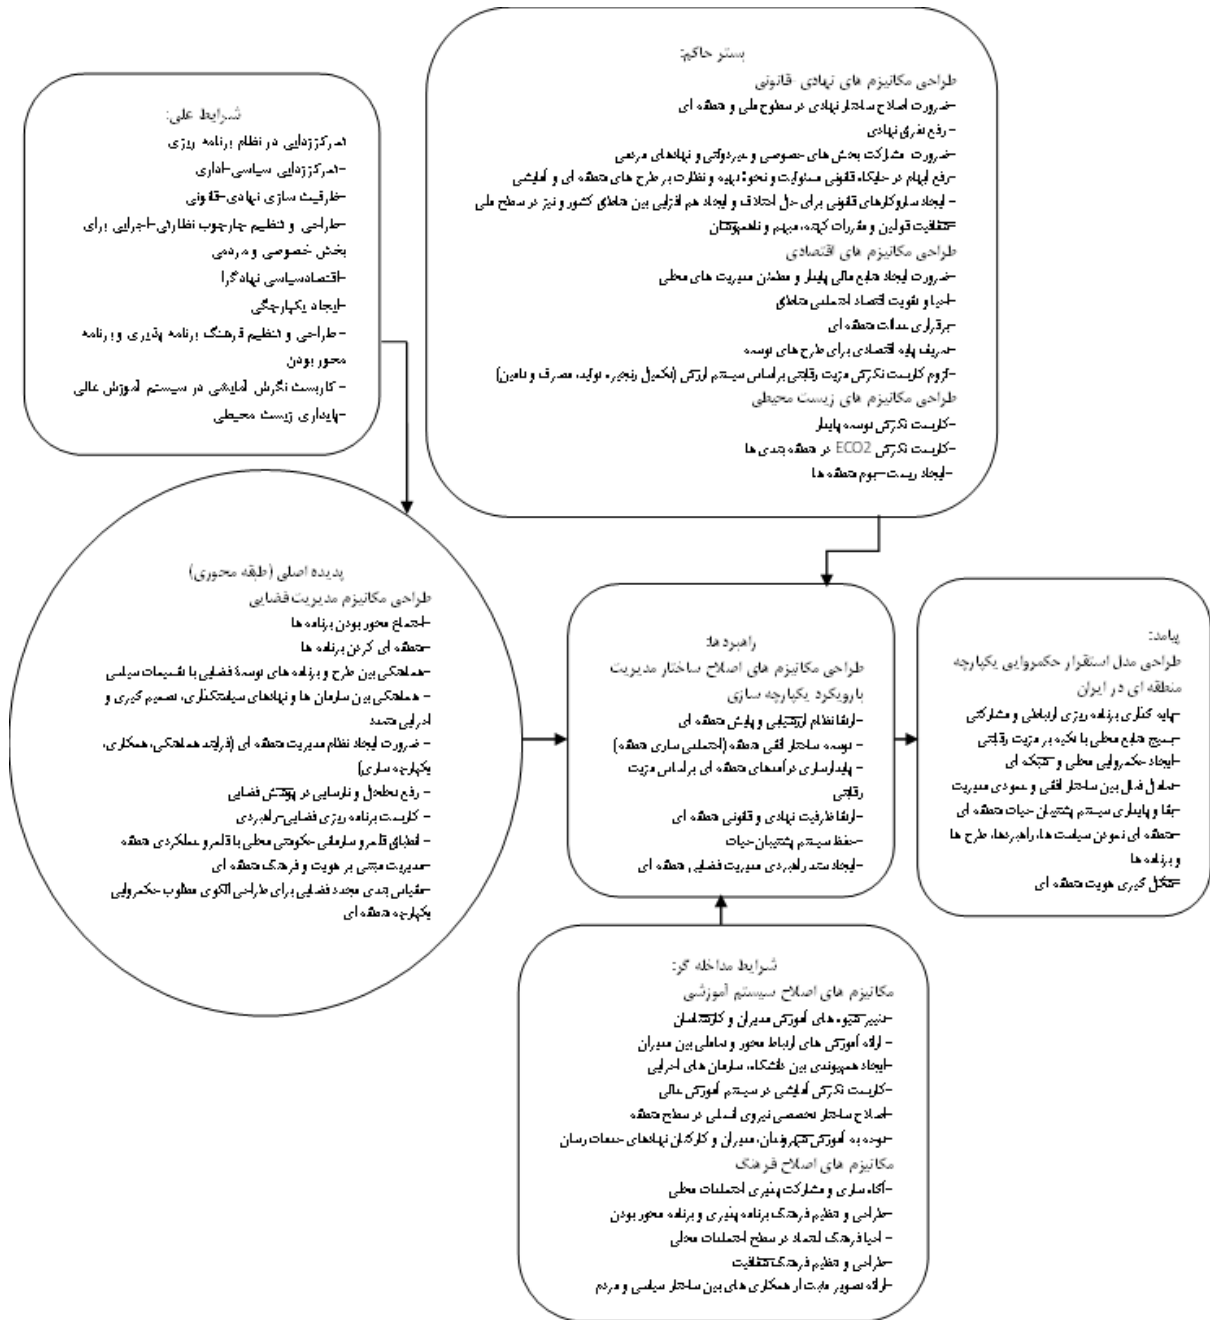 بستر حاکم:
طراحی مکانیزم های نهادی -قانونی
-ضرورت اصلاح ساختار نهادی در سطوح ملی و منطقه ای
-رفع تفرق نهادی
-ضرورت مشارکت بخش های خصوصی و غیردولتی و نهادهای مردمی
-رفع ابهام در جایگاه قانونی مسئولیت و نحوۀ تهیه و نظارت بر طرح های منطقه ای و آمایشی
-ایجاد سازوکارهای قانونی برای حل اختلاف و ایجاد هم افزایی بین مناطق کشور و نیز در سطح ملی
-شفافیت قوانین و مقررات کهنه، مبهم و ناهمپوشان
طراحی مکانیزم های اقتصادی
-ضرورت ایجاد منابع مالی پایدار و مطمئن مدیریت های محلی
-احیا و تقویت اقتصاد اجتماعی مناطق
-برقراری عدالت منطقه ای
-تعریف پایه اقتصادی برای طرح های توسعه
-لزوم کاربست نگرش مزیت رقابتی براساس سیستم ارزش (تکمیل زنجیره تولید، مصرف و تامین)
طراحی مکانیزم های زیست محیطی
-کاربست نگرش توسعه پایدار
-کاربست نگرش ECO2 در منطقه بندی ها
-ایجاد زیست-بوم منطقه ها
شرایط علی:
تمرکززدایی در نظام برنامه ریزی
-تمرکززدایی سیاسی-اداری
-ظرفیت سازی نهادی-قانونی
-طراحی و تنظیم چارچوب نظارتی-اجرایی برای
بخش خصوصی و مردمی
-اقتصادسیاسی نهادگرا
-ایجاد یکپارچگی
-طراحی و تنظیم فرهنگ برنامه پذیری و برنامه
محور بودن
-کاربست نگرش آمایشی در سیستم آموزش عالی
-پایداری زیست محیطی
پدیده اصلی (طبقه محوری)
طراحی مکانیزم مدیریت فضایی
-اجتماع محور بودن برنامه ها
-منطقه ای کردن برنامه ها
-هماهنگی بین طرح و برنامه های توسعۀ فضایی با تقسیمات سیاسی
-هماهنگی بین سازمان ها و نهادهای سیاستگذاری، تصمیم گیری و
اجرایی متعدد
-ضرورت ایجاد نظام مدیریت منطقه ای (فرایند هماهنگی، همکاری،
یکپارچه سازی)
-رفع تخلخل و نارسایی در پوشش فضایی
-کاربست برنامه ریزی فضایی-راهبردی
-انطباق قلمرو سازمانی حکومتی محلی با قلمرو عملکردی منطقه
-مدیریت مبتنی بر هویت و فرهنگ منطقه ای
-مقیاس بندی مجدد فضایی برای طراحی الگوی مطلوب حکمروایی
یکپارچه منطقه ای
راهبردها:
طراحی مکانیزم های اصلاح ساختار مدیریت
بارویکرد یکپارچه سازی
-ارتقا نظام ارزشیابی و پایش منطقه ای
-توسعه ساختار افقی منطقه (اجتماعی سازی منطقه)
-پایدارسازی درآمدهای منطقه ای براساس مزیت
رقابتی
-ارتقا ظرفیت نهادی و قانونی منطقه ای
-حفظ سیستم پشتیبان حیات
-ایجاد ستد راهبردی مدیریت فضایی منطقه ای
پیامد:
طراحی مدل استقرار حکمروایی یکپارچه
منطقه ای در ایران
-پایه گذاری برنامه ریزی ارتباطی و مشارکتی
-بسیج منابع محلی با تکیه بر مزیت رقابتی
-ایجاد حکمروایی محلی و شبکه ای
-تعامل فعال بین ساختار افقی و عمودی مدیریت
-بقا و پایداری سیستم پشتیبان حیات منطقه ای
-منطقه ای نمودن سیاست ها، راهبردها، طرح ها
و برنامه ها
-شکل گیری هویت منطقه ای
شرایط مداخله گر:
مکانیزم های اصلاح سیستم آموزشی
-تغییر شیوه های آموزش مدیران و کارشناسان
-ارائه آموزش های ارتباط محور و تعاملی بین مدیران
-ایجاد همپیوندی بین دانشگاه، سازمان های اجرایی
-کاربست نگرش آمایشی در سیستم آموزش عالی
-اصلاح ساختار تخصصی نیروی انسانی در سطح منطقه
-توجه به آموزش شهروندان، مدیران و کارکنان نهادهای خدمات رسان
مکانیزم های اصلاح فرهنگ
-آگاه سازی و مشارکت پذیری اجتماعات محلی
-طراحی و تنظیم فرهنگ برنامه پذیری و برنامه محور بودن
-احیا فرهنگ اعتماد در سطح اجتماعات محلی
-طراحی و تنظیم فرهنگ شفافیت
-ارائه تصویر مثبت از همکاری های بین ساختار سیاسی و مردم